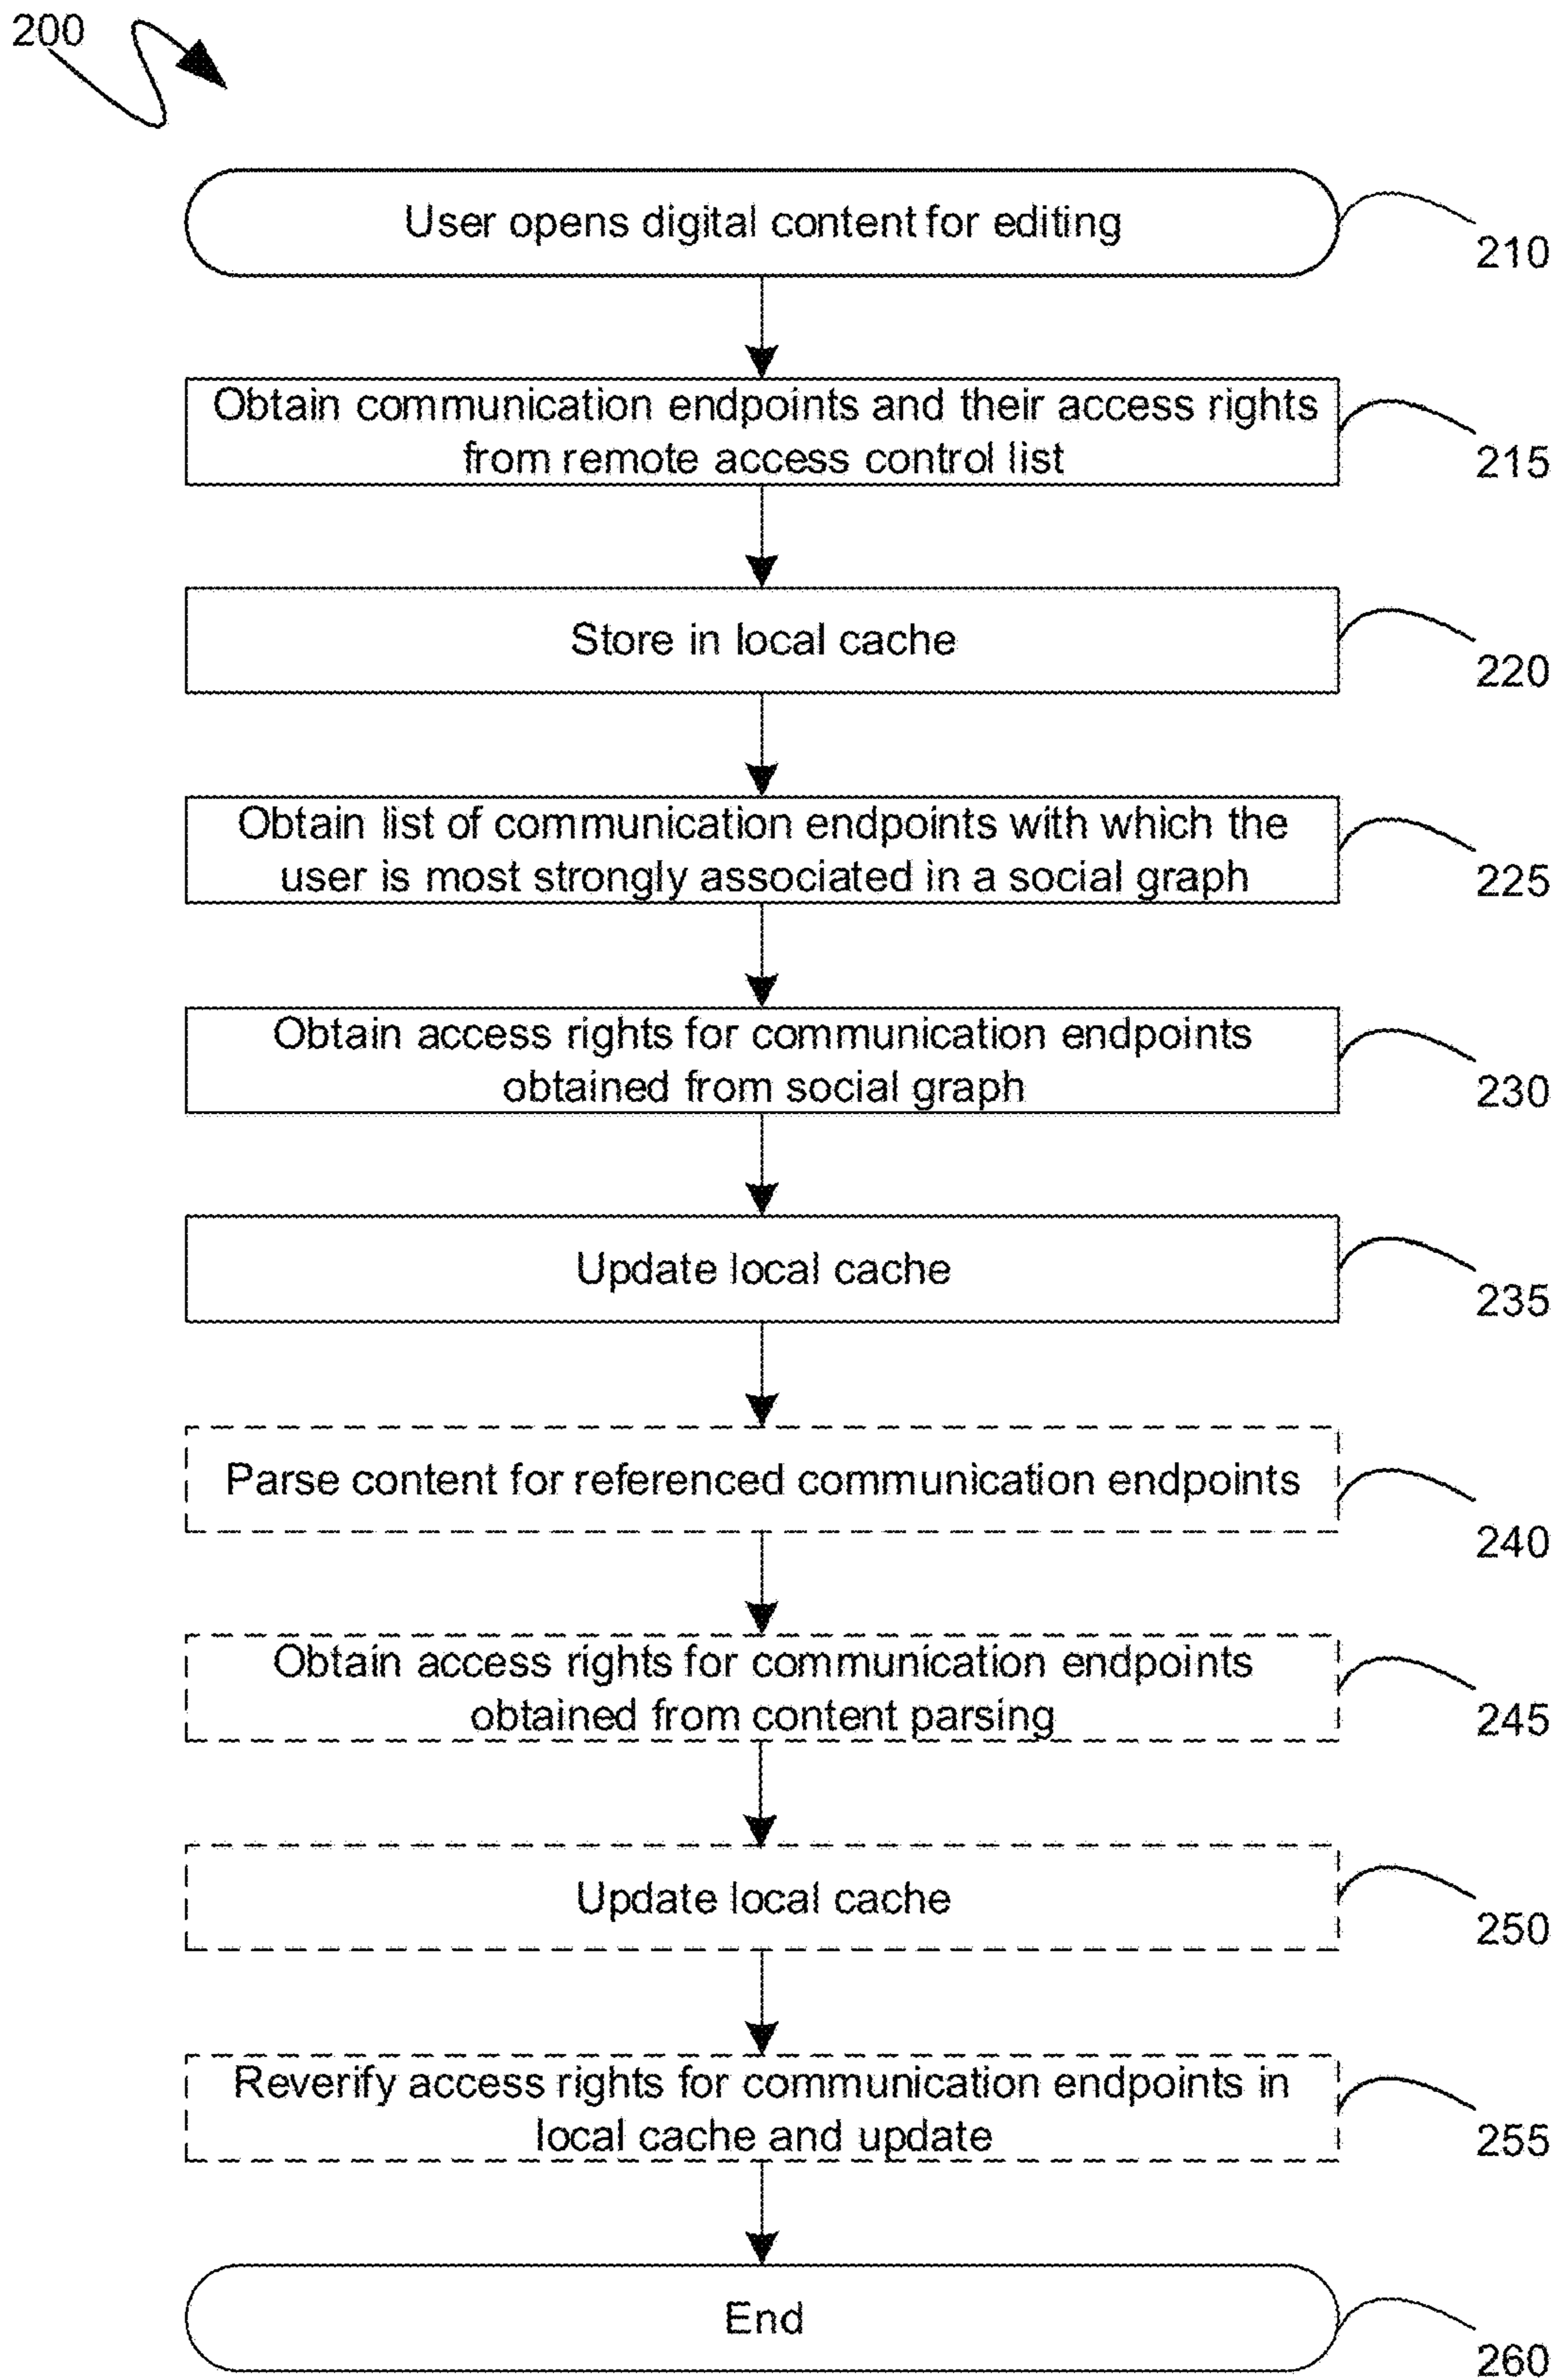 200
User opens digital content for editing
210
Obtain communication endpoints and their access rights
from remote access control list
215
Store in local cache
220
Obtain list of communication endpoints with which the
user is most strongly associated in a social graph
225
Obtain access rights for communication endpoints
obtained from social graph
230
Update local cache
235
Parse content for referenced communication endpoints
240
Obtain access rights for communication endpoints
obtained from content parsing
245
Update local cache
250
Reverify access rights for communication endpoints in
local cache and update
255
End
260